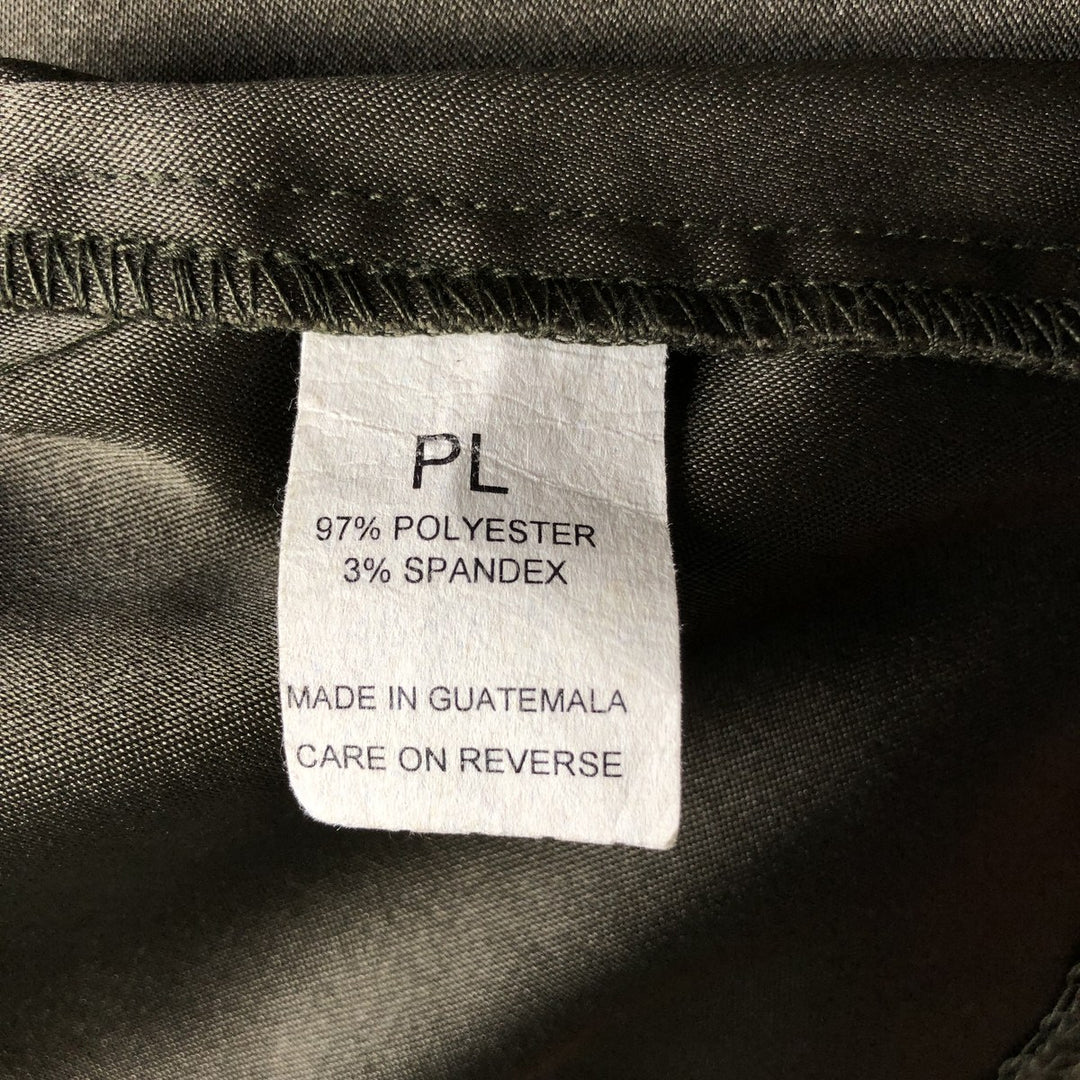 PL
97% POLYESTER
3% SPANDEX
MADE IN GUATEMALA
CARE ON REVERSE